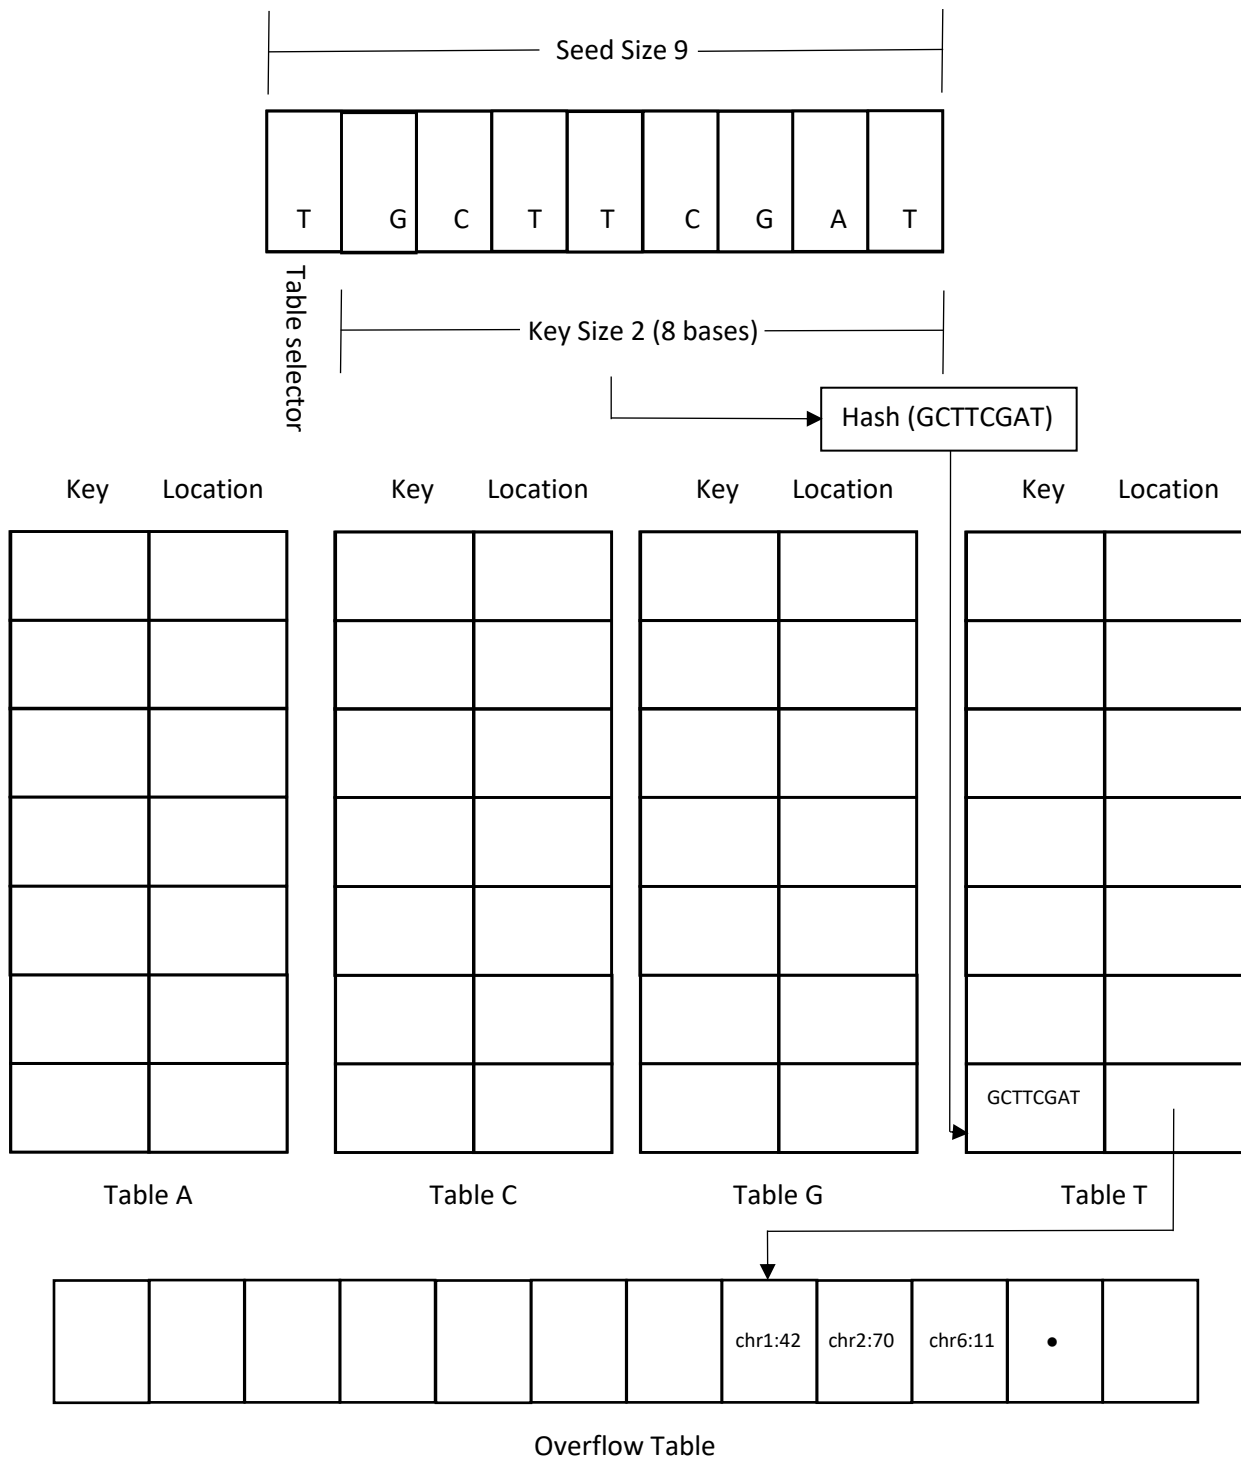 Seed Size 9
T G C T T C G A T
Table selector
Key Size 2 (8 bases)
Hash (GCTTCGAT)
Key Location Key Location Key Location Key Location
GCTTCGAT
Table A Table C Table G Table T
chr1:42 chr2:70 chr6:11 •
Overflow Table